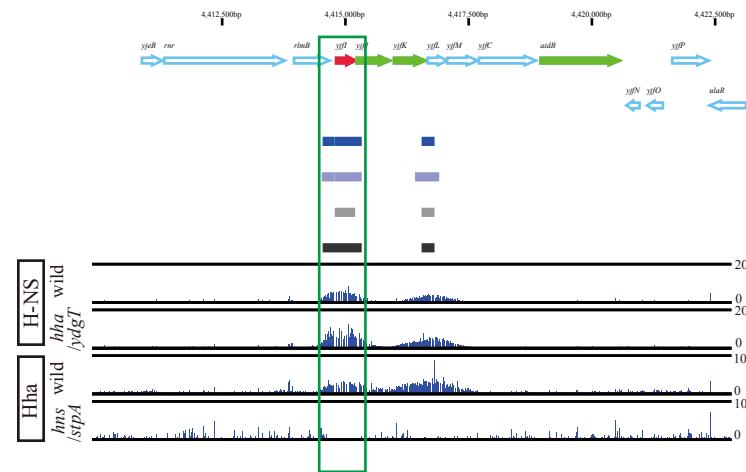 4,412,500bp 4,415,000bp 4,417,500bp 4,420,000bp 4,422,500bp
yjeB rnr rlmB yjfI yjfJ yjfK yjfL yjfM yjfC aidB yjfP
yjfN yjfO ulaR
H-NS
wild
20
0
hha
/ydgT
20
0
Hha
wild
10
0
hns
/stpA
10
0